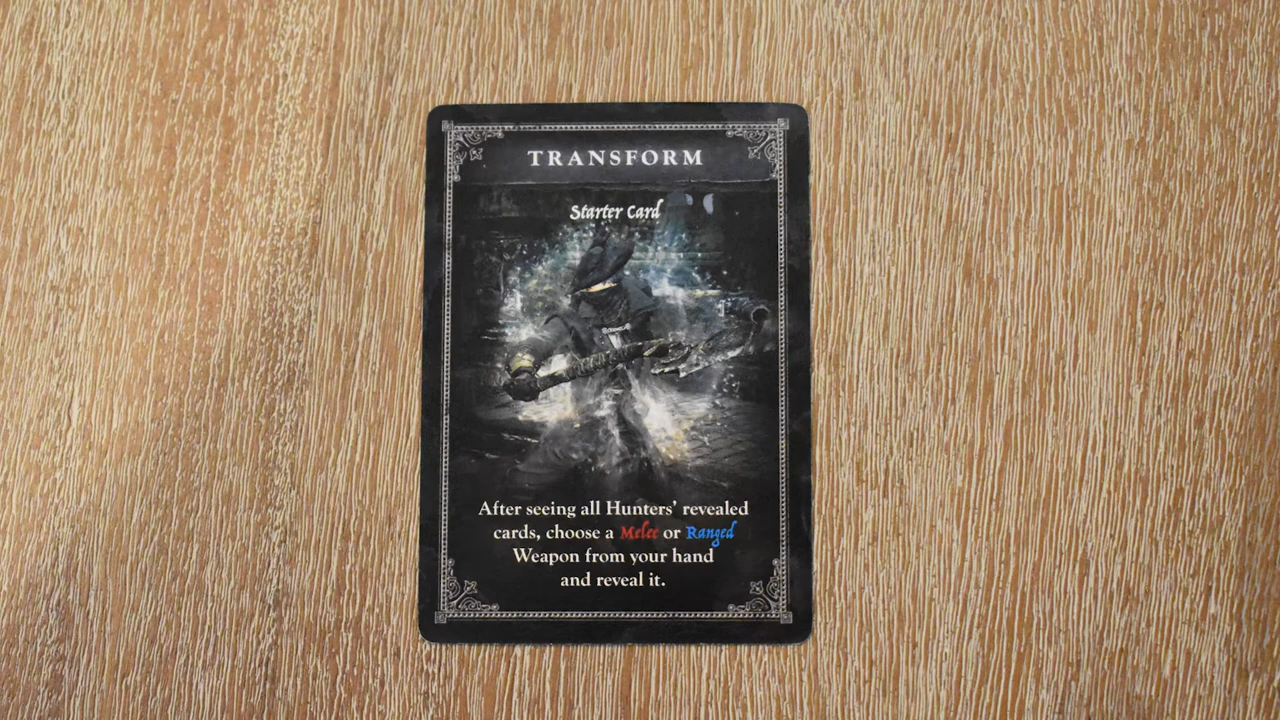 TRANSFORM
Starter Card
After seeing all Hunters’ revealed
cards, choose a Melee or Ranged
Weapon from your hand
and reveal it.